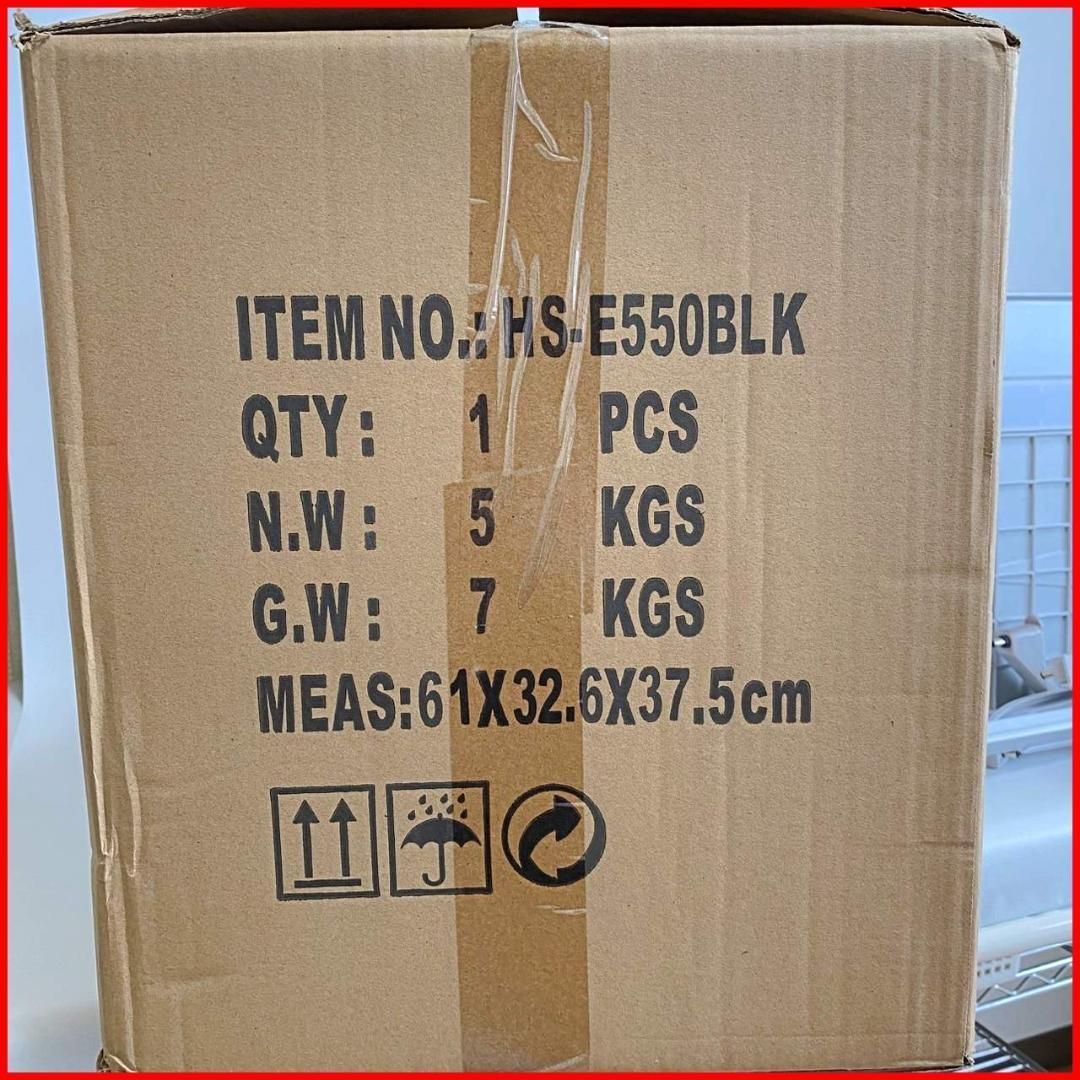 ITEM NO.: HS-E550BLK
QTY: 1 PCS
N.W: 5 KGS
G.W: 7 KGS
MEAS:61X32.6X37.5cm